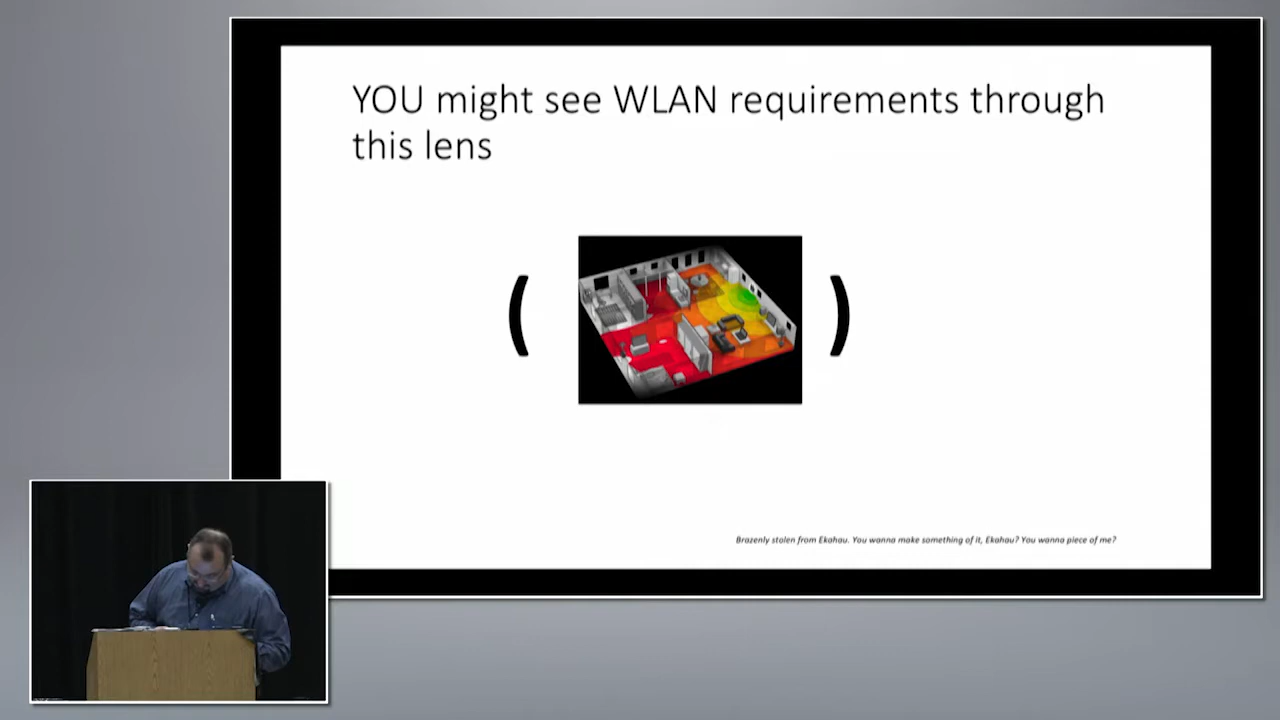 YOU might see WLAN requirements through
this lens
( )
Brazenly stolen from Ekahau. You wanna make something of it, Ekahau? You wanna piece of me?